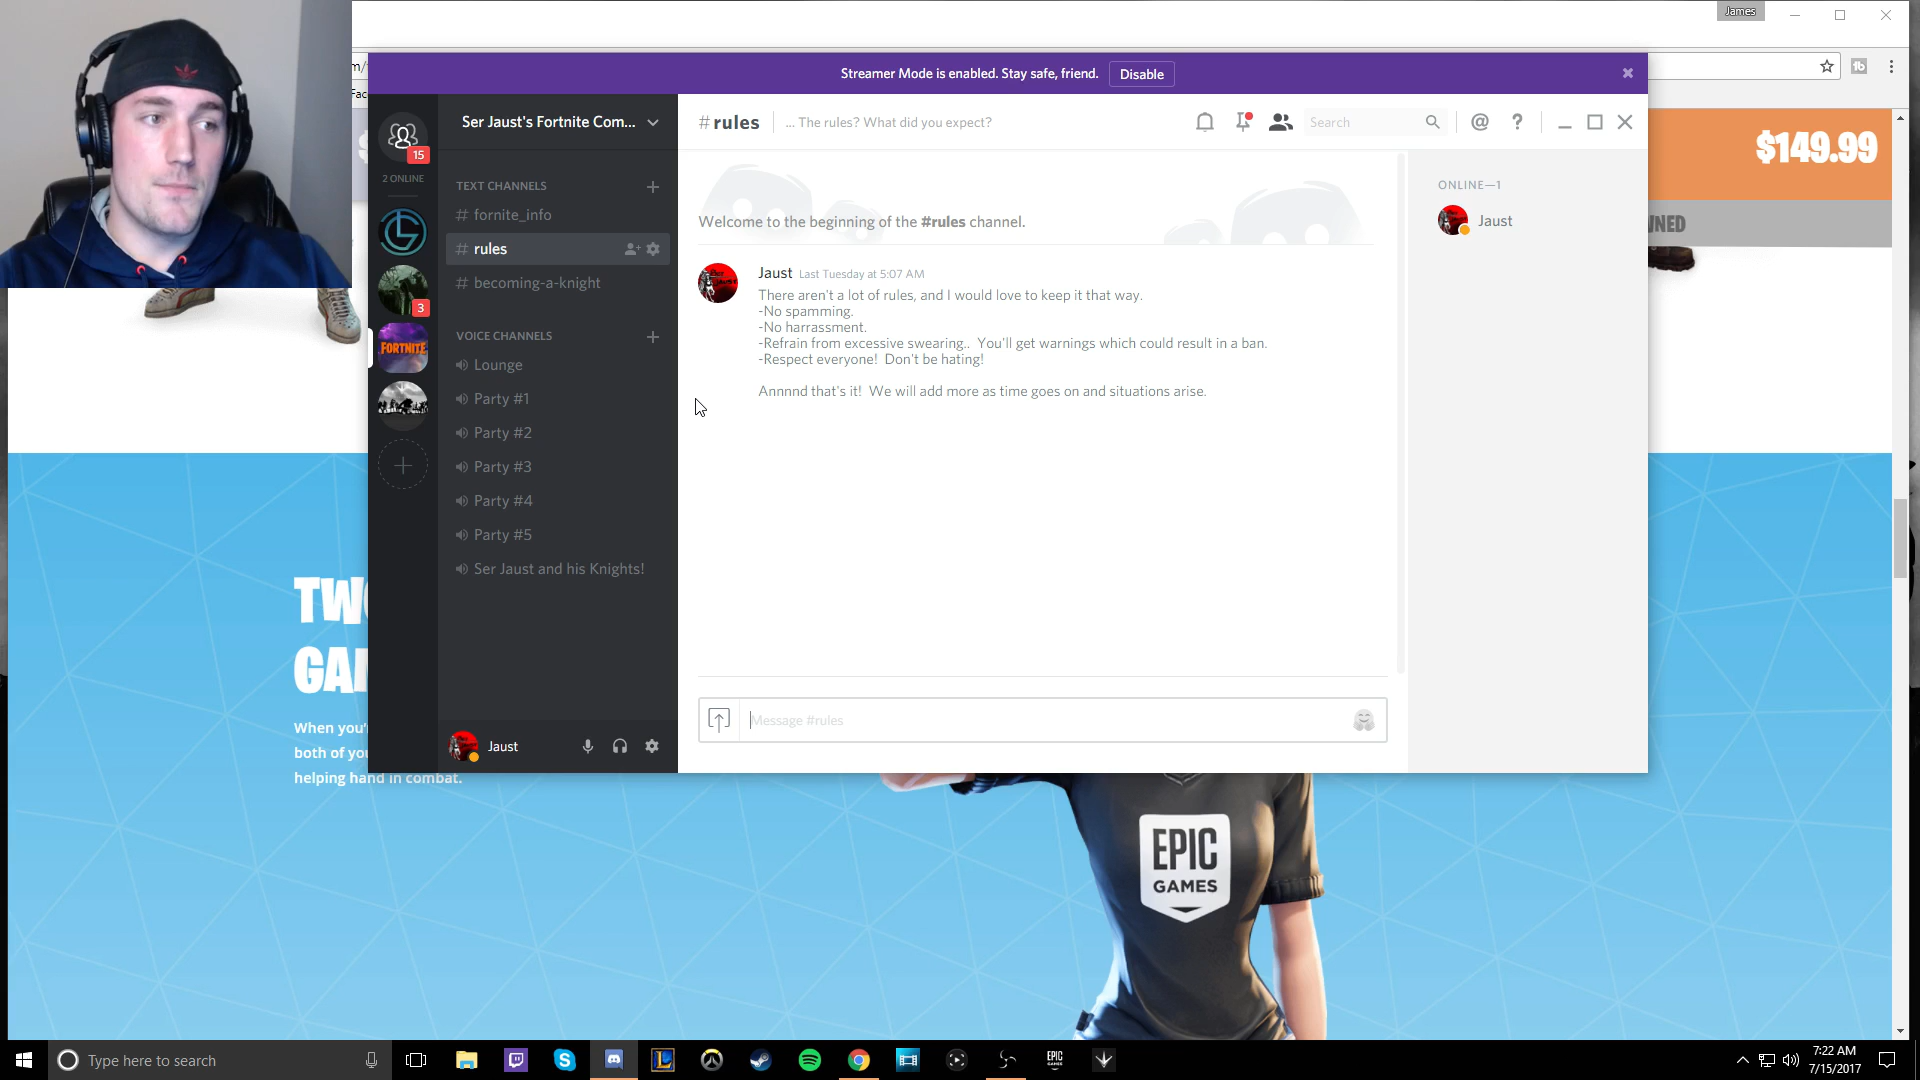 James
Streamer Mode is enabled. Stay safe, friend. Disable
15
2 ONLINE
3
FORTNITE
Ser Jaust's Fortnite Com...
TEXT CHANNELS
# fornite_info
# rules
# becoming-a-knight
VOICE CHANNELS
Lounge
Party #1
Party #2
Party #3
Party #4
Party #5
Ser Jaust and his Knights!
Jaust
#rules ... The rules? What did you expect?
Search
Welcome to the beginning of the #rules channel.
Jaust Last Tuesday at 5:07 AM
There aren't a lot of rules, and I would love to keep it that way.
-No spamming.
-No harrassment.
-Refrain from excessive swearing.. You'll get warnings which could result in a ban.
-Respect everyone! Don't be hating!
Annnnd that's it! We will add more as time goes on and situations arise.
Message #rules
ONLINE—1
Jaust
$149.99
When you'
both of you
helping hand in combat.
EPIC
GAMES
Type here to search
EPIC
GAMES
7:22 AM
7/15/2017